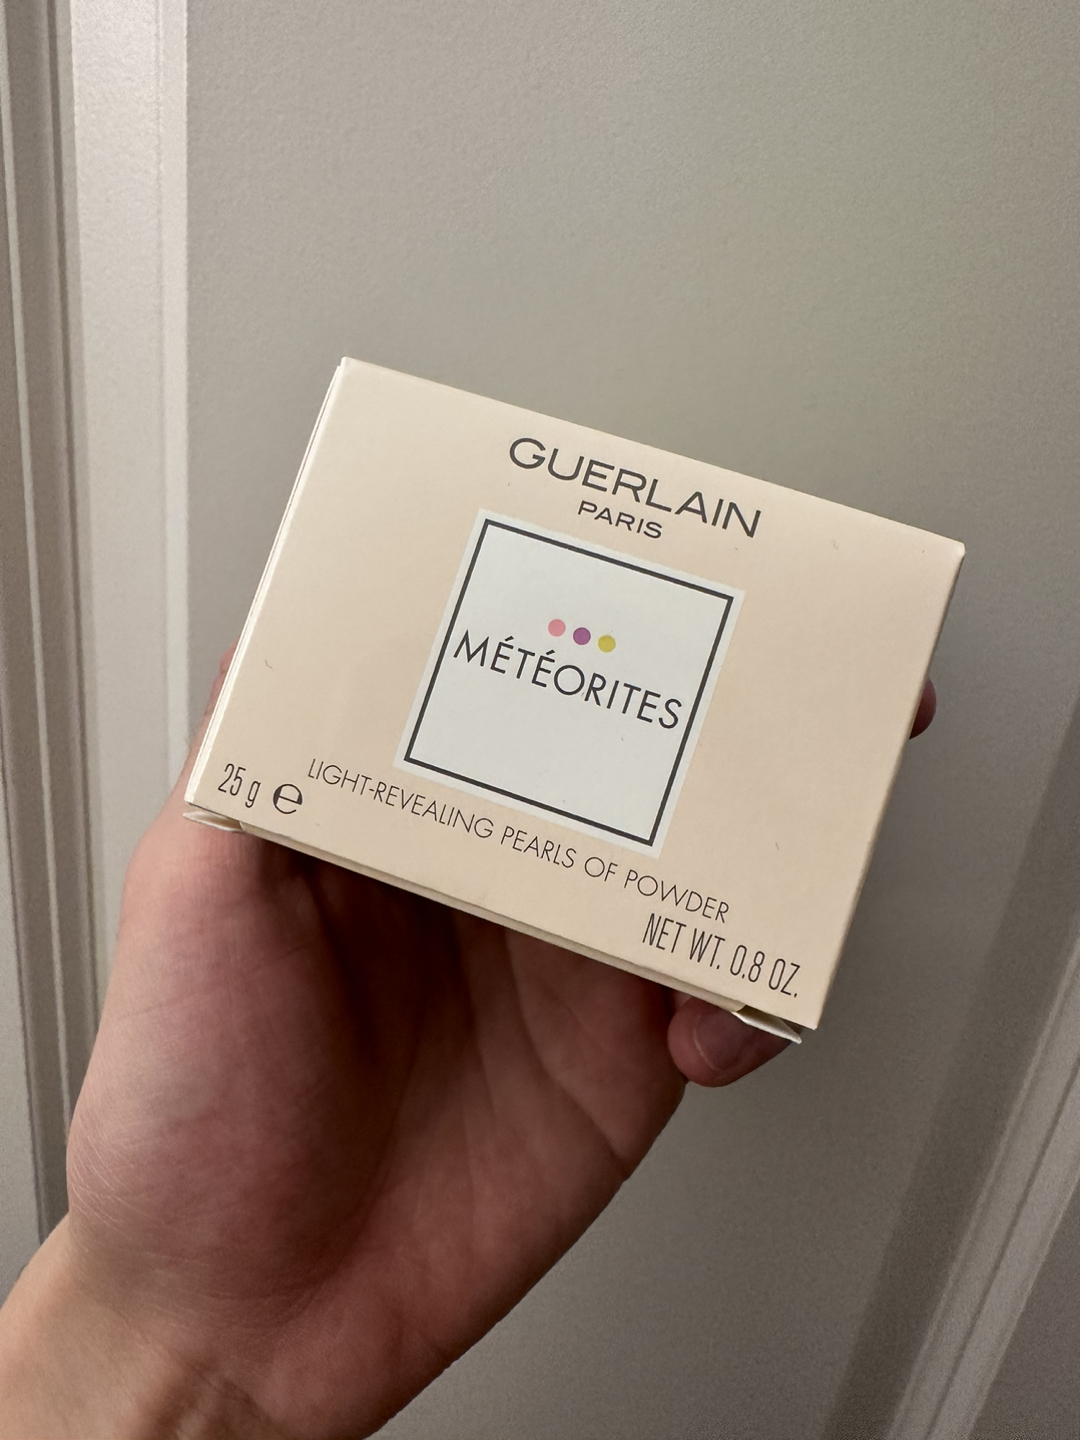 GUERLAIN
PARIS
MÉTÉORITES
LIGHT-REVEALING PEARLS OF POWDER
25 g ℮
NET WT. 0.8 OZ.